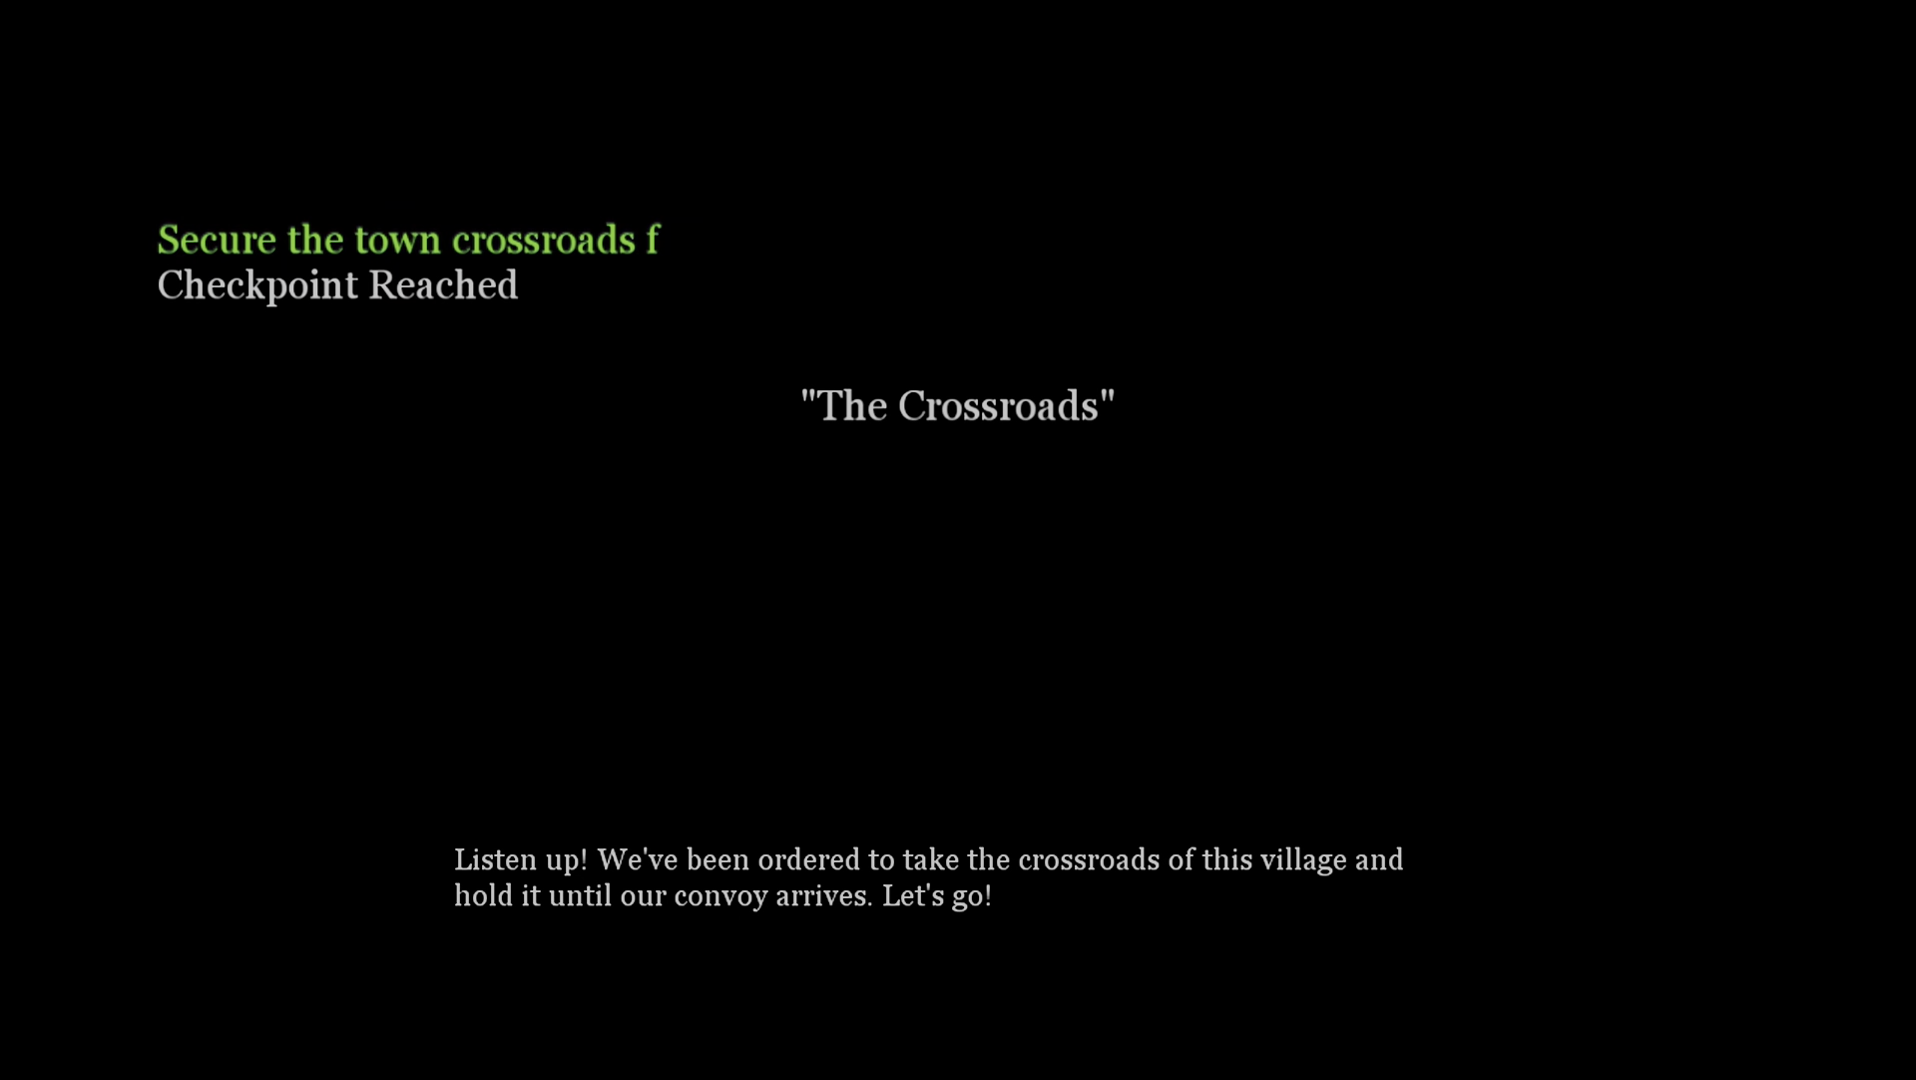 Secure the town crossroads f
Checkpoint Reached
"The Crossroads"
Listen up! We've been ordered to take the crossroads of this village and
hold it until our convoy arrives. Let's go!